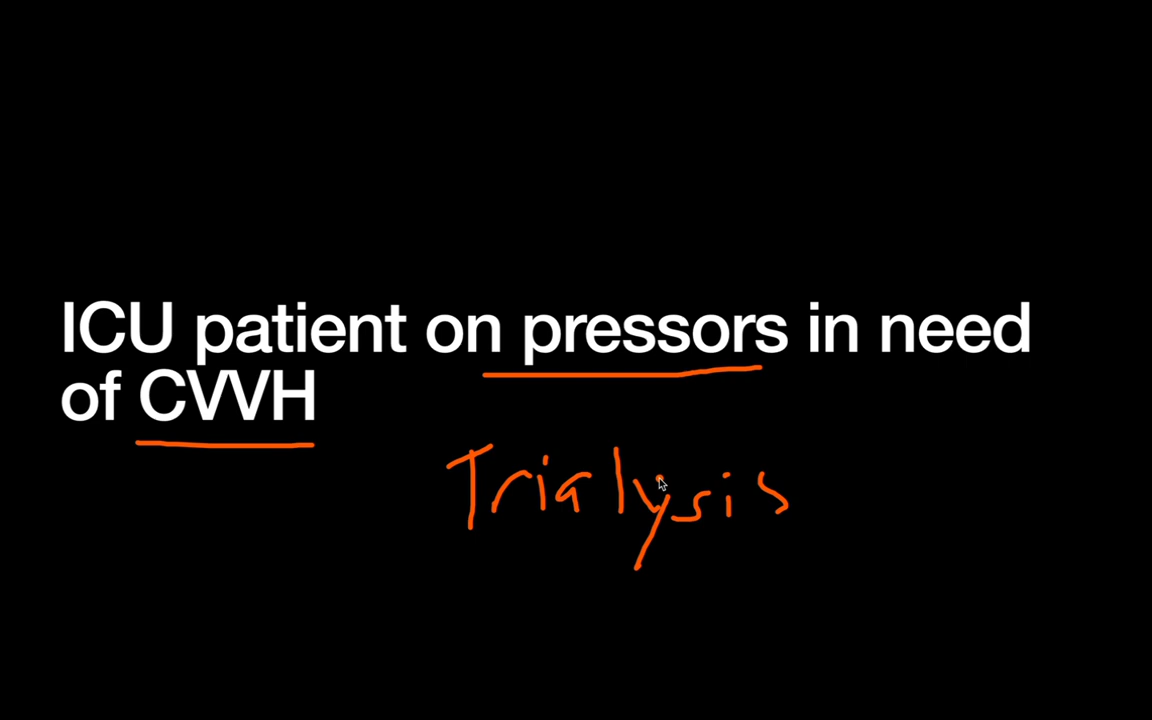 ICU patient on pressors in need
of CVVH
Trialysis